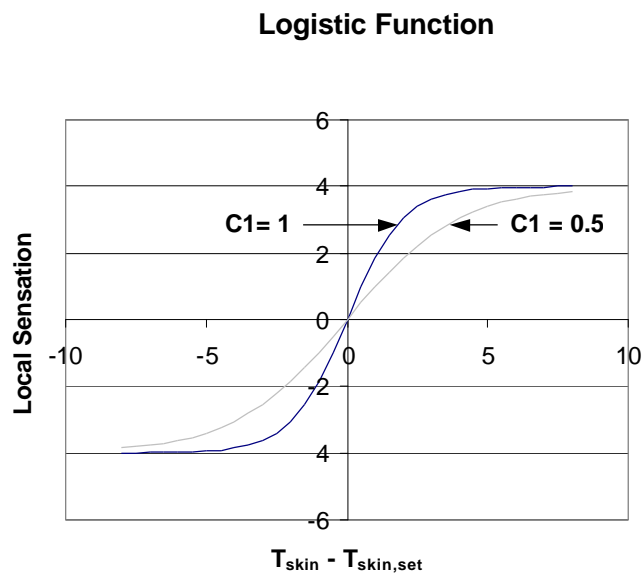 Logistic Function
6
4
C1= 1
C1 = 0.5
2
0
-10
-5
0
5
10
-2
4
-6
Local Sensation
Tskin - Tskin,set